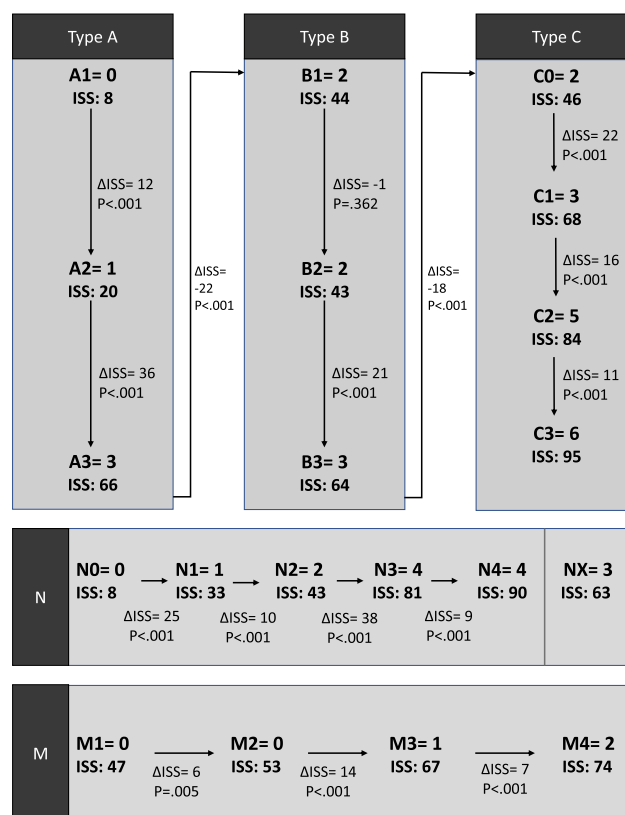 Type A
A1= 0
ISS: 8
ΔISS= 12
P<.001
A2= 1
ISS: 20
ΔISS= 36
P<.001
A3= 3
ISS: 66
ΔISS=
-22
P<.001
Type B
B1= 2
ISS: 44
ΔISS= -1
P=.362
B2= 2
ISS: 43
ΔISS= 21
P<.001
B3= 3
ISS: 64
ΔISS=
-18
P<.001
Type C
C0= 2
ISS: 46
ΔISS= 22
P<.001
C1= 3
ISS: 68
ΔISS= 16
P<.001
C2= 5
ISS: 84
ΔISS= 11
P<.001
C3= 6
ISS: 95
N
N0= 0
ISS: 8
ΔISS= 25
P<.001
N1= 1
ISS: 33
ΔISS= 10
P<.001
N2= 2
ISS: 43
ΔISS= 38
P<.001
N3= 4
ISS: 81
ΔISS= 9
P<.001
N4= 4
ISS: 90
NX= 3
ISS: 63
M
M1= 0
ISS: 47
ΔISS= 6
P=.005
M2= 0
ISS: 53
ΔISS= 14
P<.001
M3= 1
ISS: 67
ΔISS= 7
P<.001
M4= 2
ISS: 74